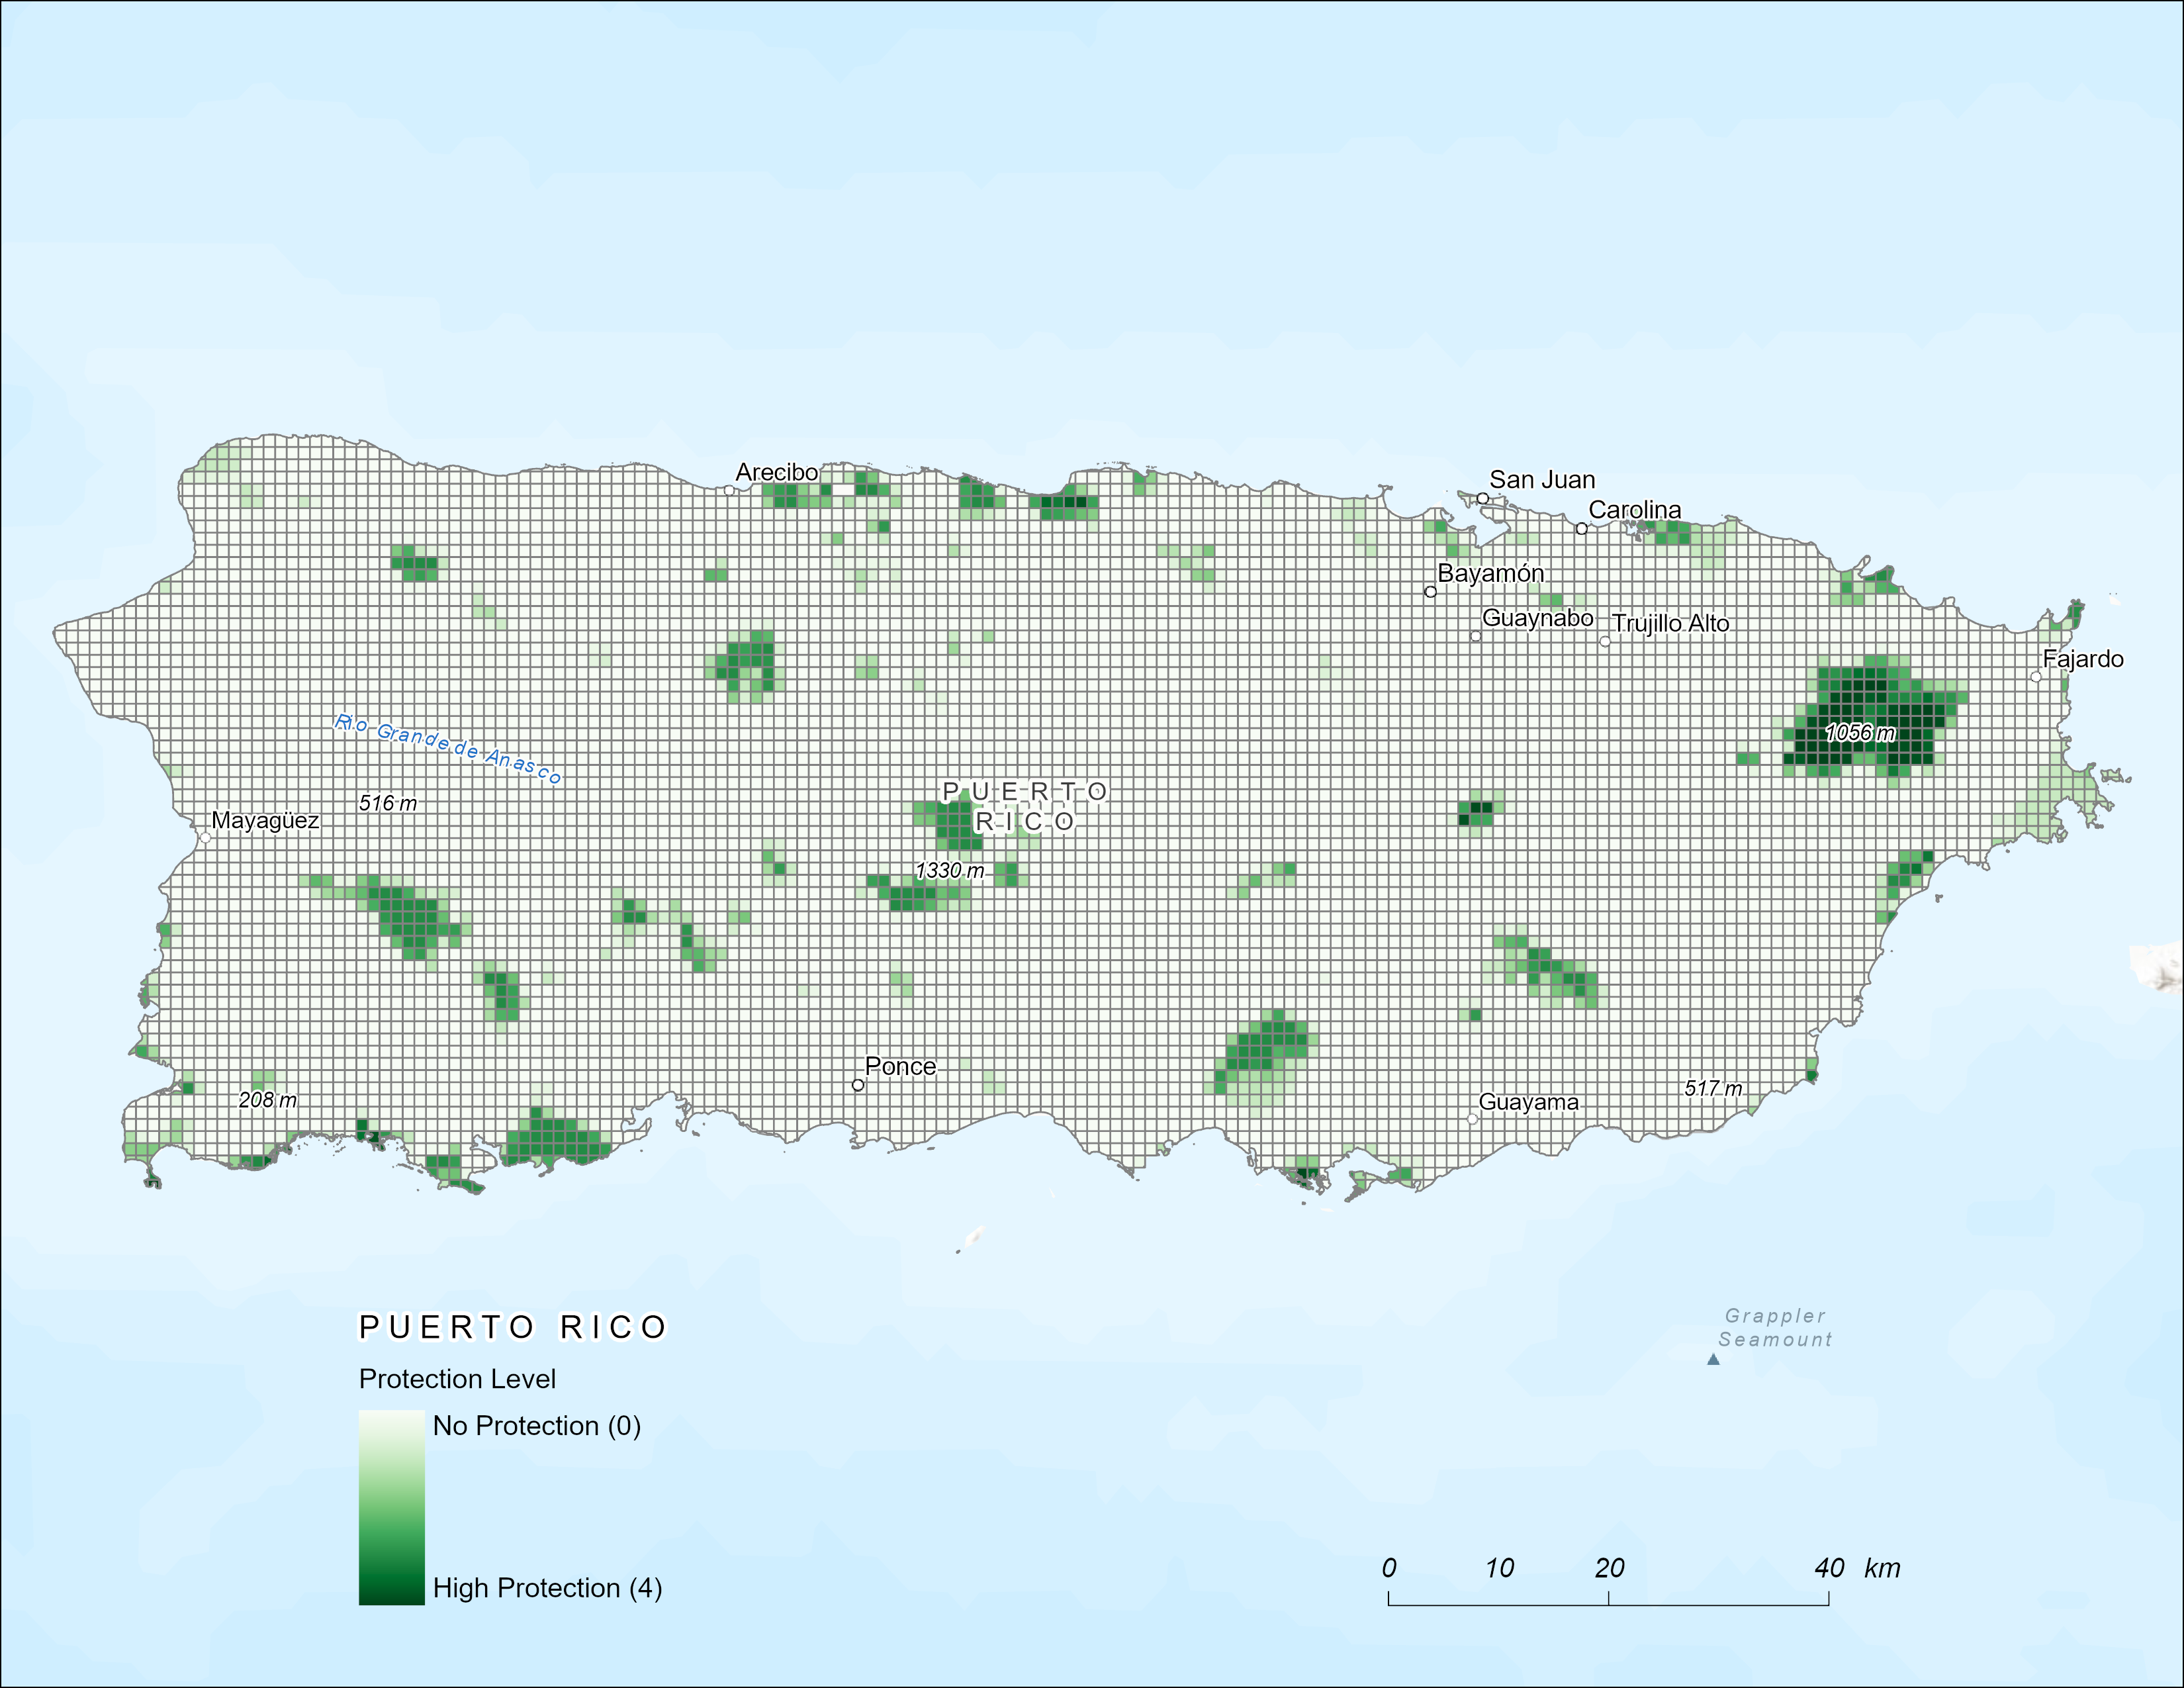 Arecibo
San Juan
Carolina
Bayamón
Guaynabo
Trujillo Alto
Fajardo
Rio Grande de Anasco
1056 m
PUERTO
RICO
516 m
Mayagüez
1330 m
Ponce
208 m
517 m
Guayama
Grappler
Seamount
PUERTO RICO
Protection Level
No Protection (0)
High Protection (4)
0 10 20 40 km